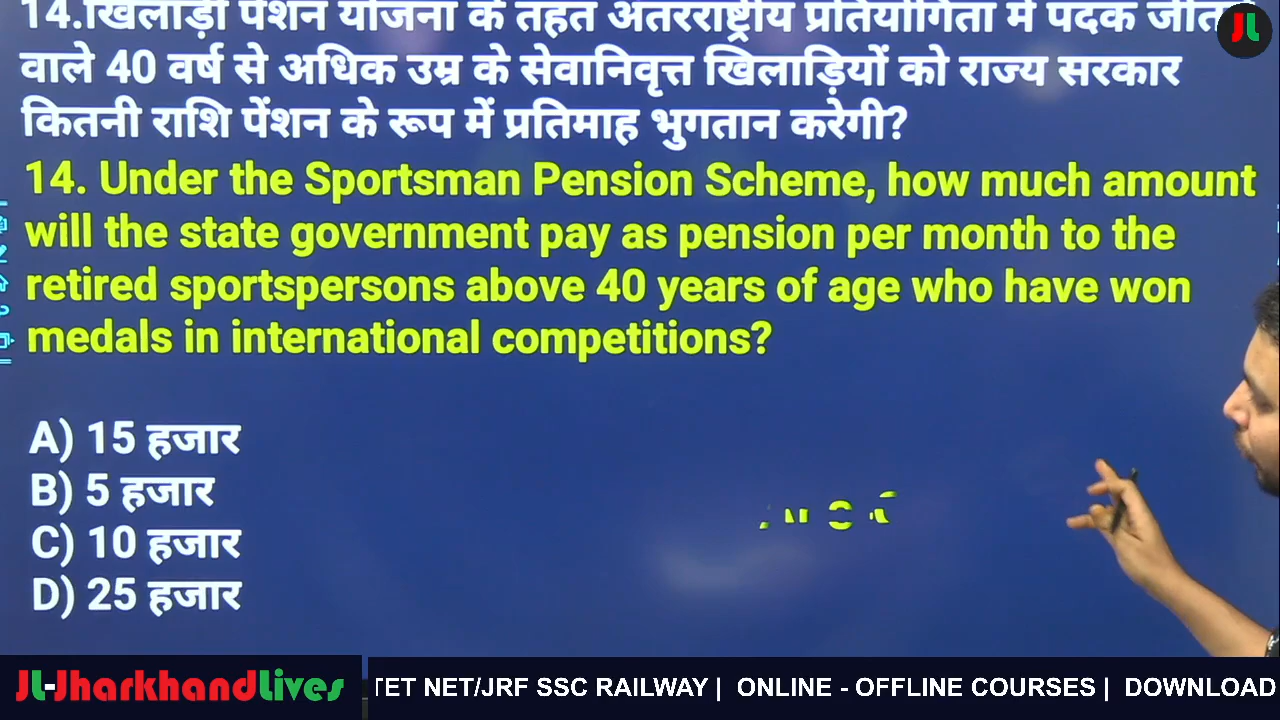 14.खिलाड़ी पेंशन योजना के तहत अंतरराष्ट्रीय प्रतियोगिता में पदक
वाले 40 वर्ष से अधिक उम्र के सेवानिवृत्त खिलाड़ियों को राज्य सरकार
कितनी राशि पेंशन के रूप में प्रतिमाह भुगतान करेगी?
14. Under the Sportsman Pension Scheme, how much amount
will the state government pay as pension per month to the
retired sportspersons above 40 years of age who have won
medals in international competitions?
A) 15 हजार
B) 5 हजार
C) 10 हजार
D) 25 हजार
JL
JL-JharkhandLives
TET NET/JRF SSC RAILWAY | ONLINE - OFFLINE COURSES | DOWNLOAD